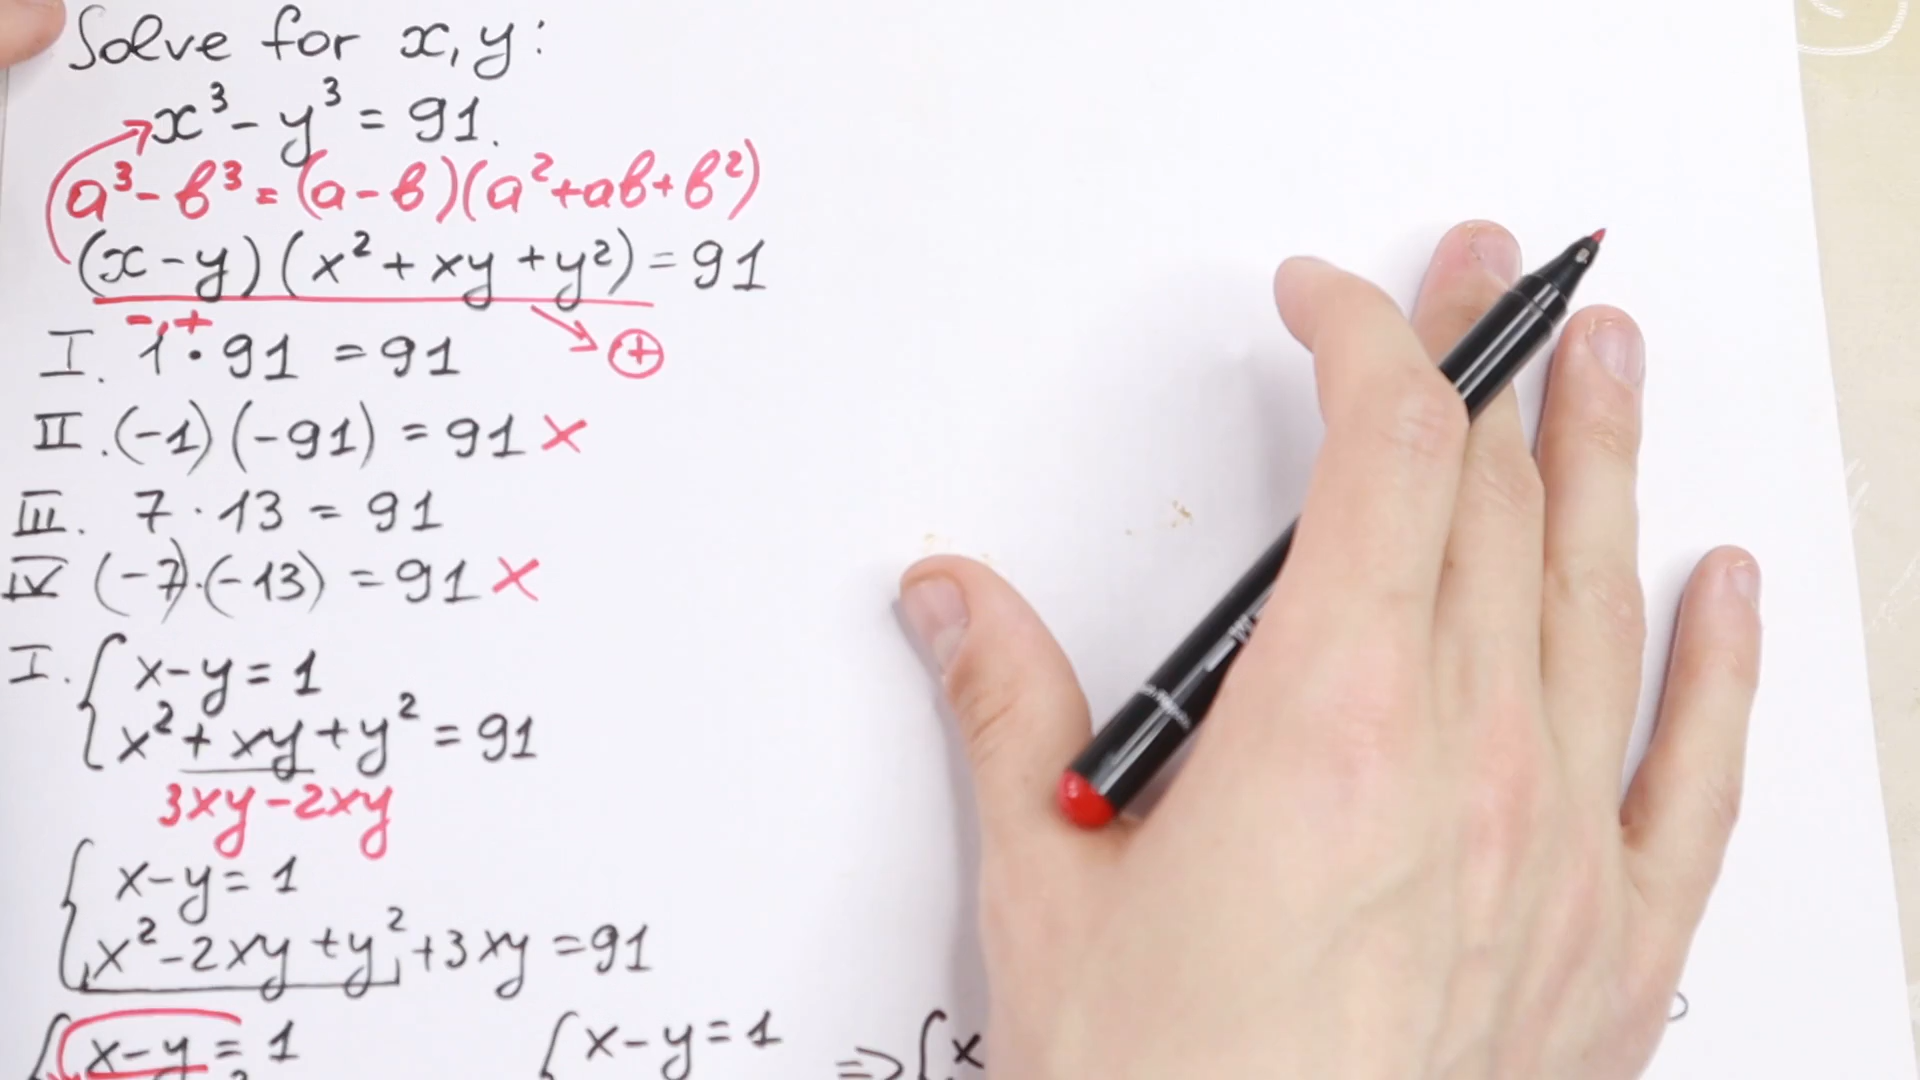 Solve for x, y:
x³ - y³ = 91.
a³ - b³ = (a - b)(a² + ab + b²)
(x - y)(x² + xy + y²) = 91
- , +
I. 1 · 91 = 91
+
II. (-1)(-91) = 91 ×
III. 7 · 13 = 91
IV (-7)·(-13) = 91 ×
I. { x - y = 1
x² + xy + y² = 91
3xy - 2xy
{ x - y = 1
x² - 2xy + y² + 3xy = 91
{ x - y = 1 { x - y = 1 => { x